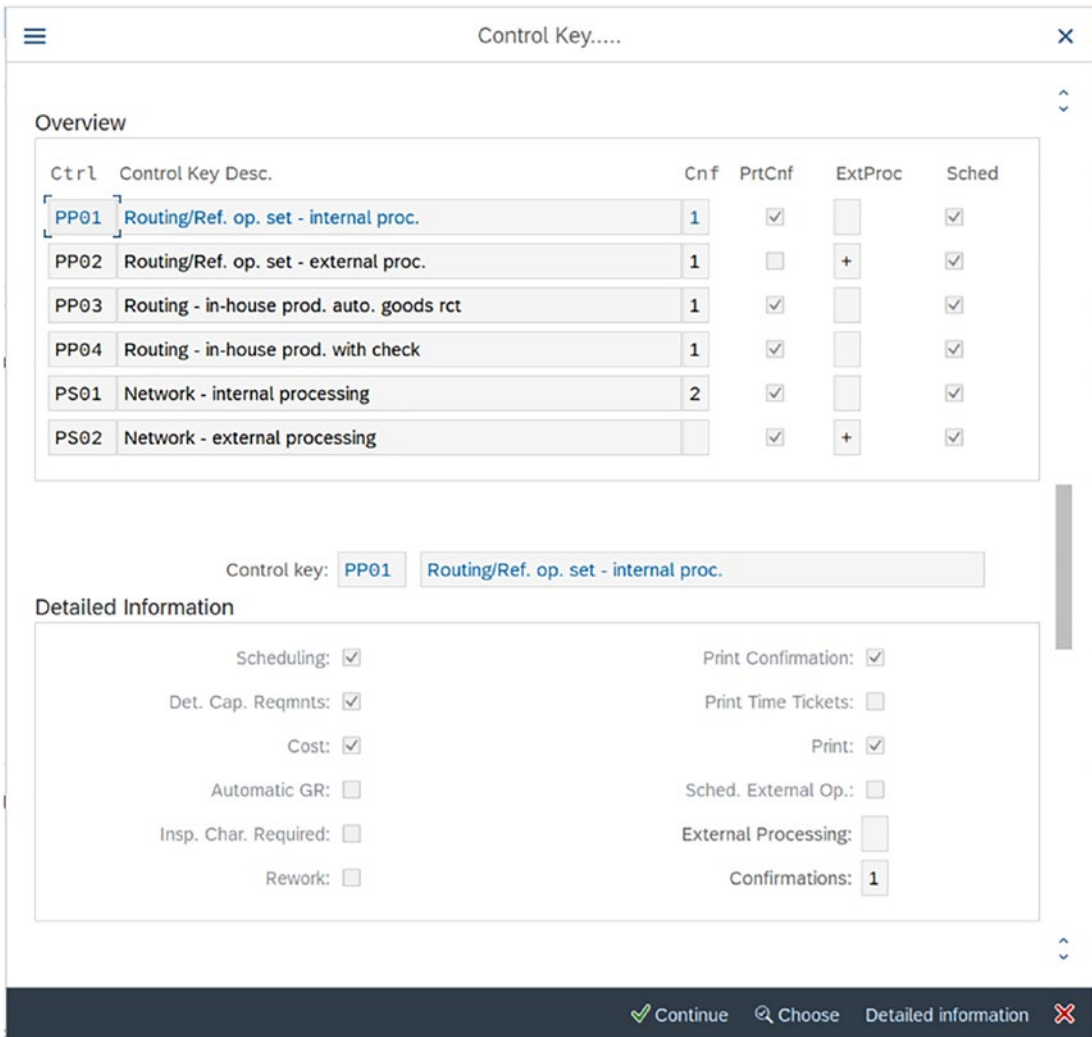 Control Key.....
Overview
Ctrl Control Key Desc. Cnf PrtCnf ExtProc Sched
PP01 Routing/Ref. op. set - internal proc. 1
PP02 Routing/Ref. op. set - external proc. 1 +
PP03 Routing - in-house prod. auto. goods rct 1
PP04 Routing - in-house prod. with check 1
PS01 Network - internal processing 2
PS02 Network - external processing +
Control key: PP01 Routing/Ref. op. set - internal proc.
Detailed Information
Scheduling: Print Confirmation:
Det. Cap. Reqmnts: Print Time Tickets:
Cost: Print:
Automatic GR: Sched. External Op.:
Insp. Char. Required: External Processing:
Rework: Confirmations: 1
Continue Choose Detailed information